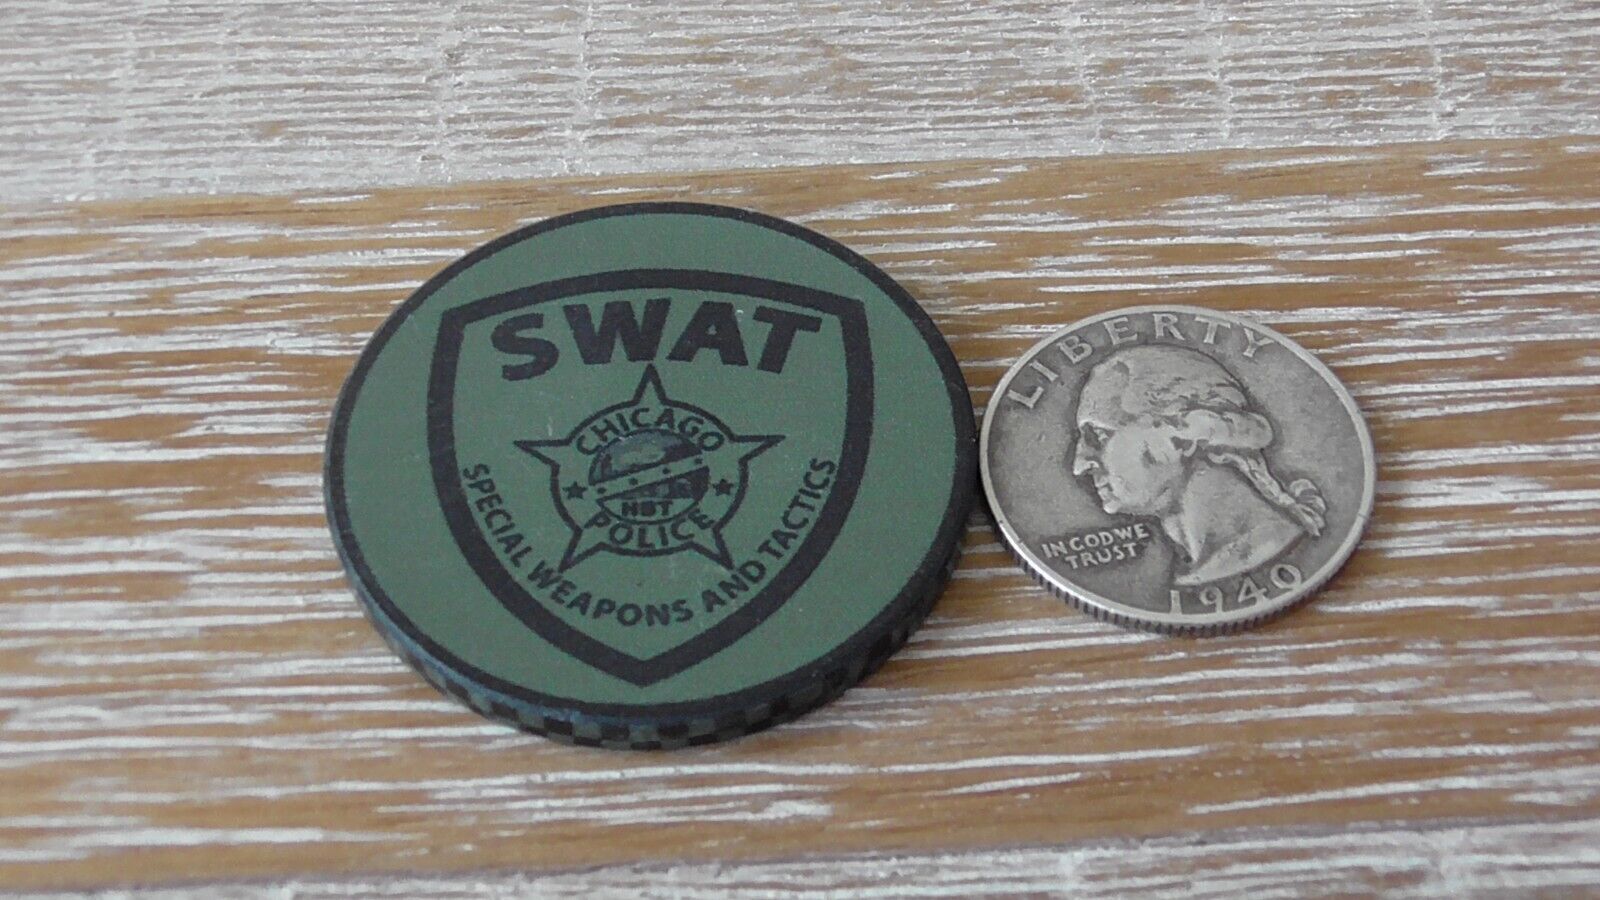 SWAT
CHICAGO
HBT
POLICE
SPECIAL WEAPONS AND TACTICS
LIBERTY
IN GOD WE
TRUST
1940